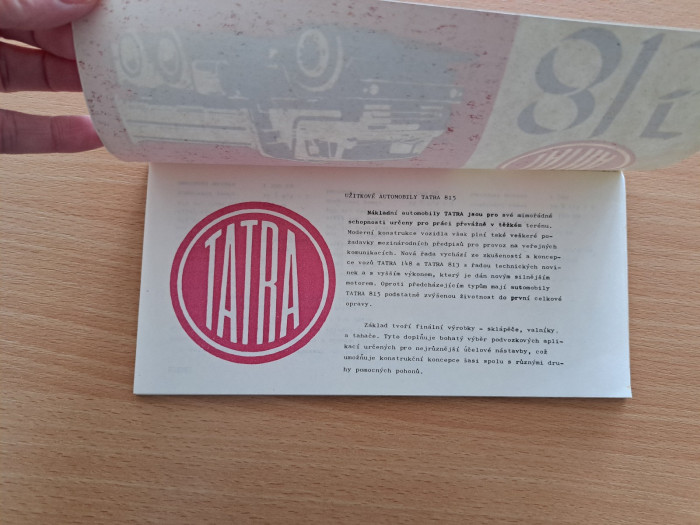 UŽITKOVÉ AUTOMOBILY TATRA 815
TATRA
Nákladní automobily TATRA jsou pro své mimořádné
schopnosti určeny pro práci převážně v těžkém terénu.
Moderní konstrukce vozidla však plní také veškeré po-
žadavky mezinárodních předpisů pro provoz na veřejných
komunikacích. Nová řada vychází ze zkušeností a koncep-
ce vozů TATRA 148 a TATRA 813 s řadou technických novi-
nek a s vyšším výkonem, který je dán novým silnějším
motorem. Oproti předcházejícím typům mají automobily
TATRA 815 podstatně zvýšenou životnost do první celkové
opravy.
Základ tvoří finální výrobky - sklápěče, valníky
a tahače. Tyto doplňuje bohatý výběr podvozkových apli-
kací určených pro nejrůznější účelové nástavby, což
umožňuje konstrukční koncepce šasi spolu s různými dru-
hy pomocných pohonů.